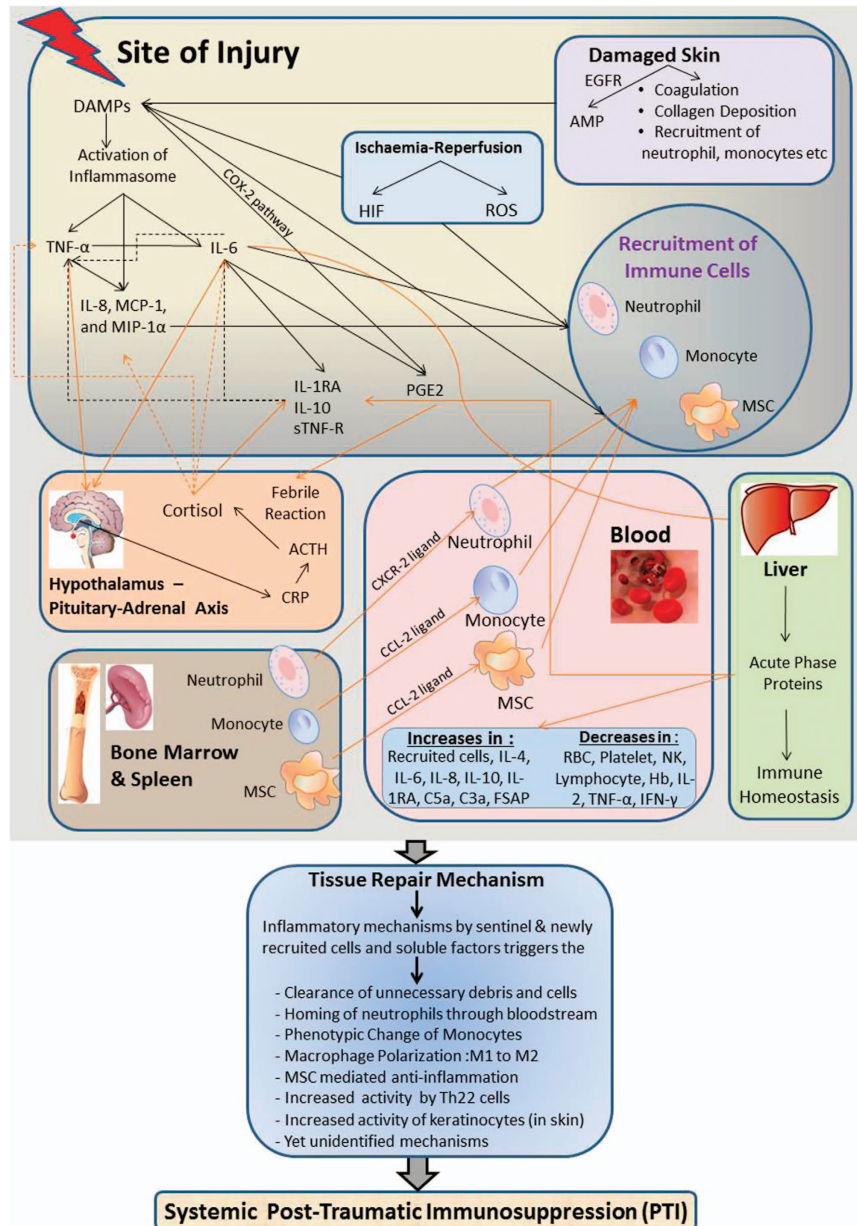 Site of Injury
Damaged Skin
EGFR
AMP
• Coagulation
• Collagen Deposition
• Recruitment of
neutrophil, monocytes etc
DAMPs
Activation of
Inflammasome
Ischaemia-Reperfusion
HIF
ROS
COX-2 pathway
TNF-α
IL-6
IL-8, MCP-1,
and MIP-1α
IL-1RA
IL-10
sTNF-R
PGE2
Recruitment of
Immune Cells
Neutrophil
Monocyte
MSC
Cortisol
Febrile
Reaction
ACTH
CRP
Hypothalamus –
Pituitary-Adrenal Axis
Neutrophil
Monocyte
MSC
Bone Marrow
& Spleen
CXCR-2 ligand
CCL-2 ligand
CCL-2 ligand
Blood
Neutrophil
Monocyte
MSC
Increases in :
Recruited cells, IL-4,
IL-6, IL-8, IL-10, IL-
1RA, C5a, C3a, FSAP
Decreases in :
RBC, Platelet, NK,
Lymphocyte, Hb, IL-
2, TNF-α, IFN-γ
Liver
Acute Phase
Proteins
Immune
Homeostasis
Tissue Repair Mechanism
Inflammatory mechanisms by sentinel & newly
recruited cells and soluble factors triggers the
- Clearance of unnecessary debris and cells
- Homing of neutrophils through bloodstream
- Phenotypic Change of Monocytes
- Macrophage Polarization :M1 to M2
- MSC mediated anti-inflammation
- Increased activity by Th22 cells
- Increased activity of keratinocytes (in skin)
- Yet unidentified mechanisms
Systemic Post-Traumatic Immunosuppression (PTI)